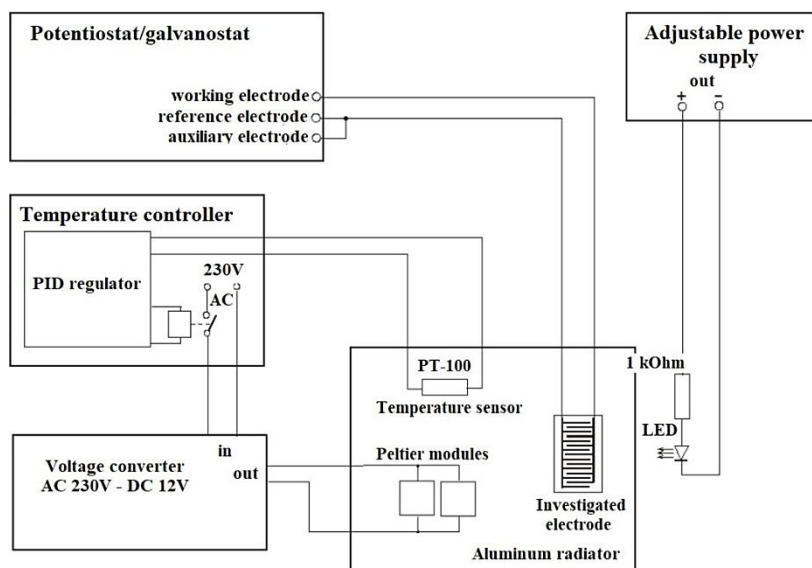 Potentiostat/galvanostat
working electrode
reference electrode
auxiliary electrode
Adjustable power
supply
out
+ −
Temperature controller
PID regulator
230V
AC
PT-100
Temperature sensor
1 kOhm
LED
in
out
Voltage converter
AC 230V - DC 12V
Peltier modules
Investigated
electrode
Aluminum radiator